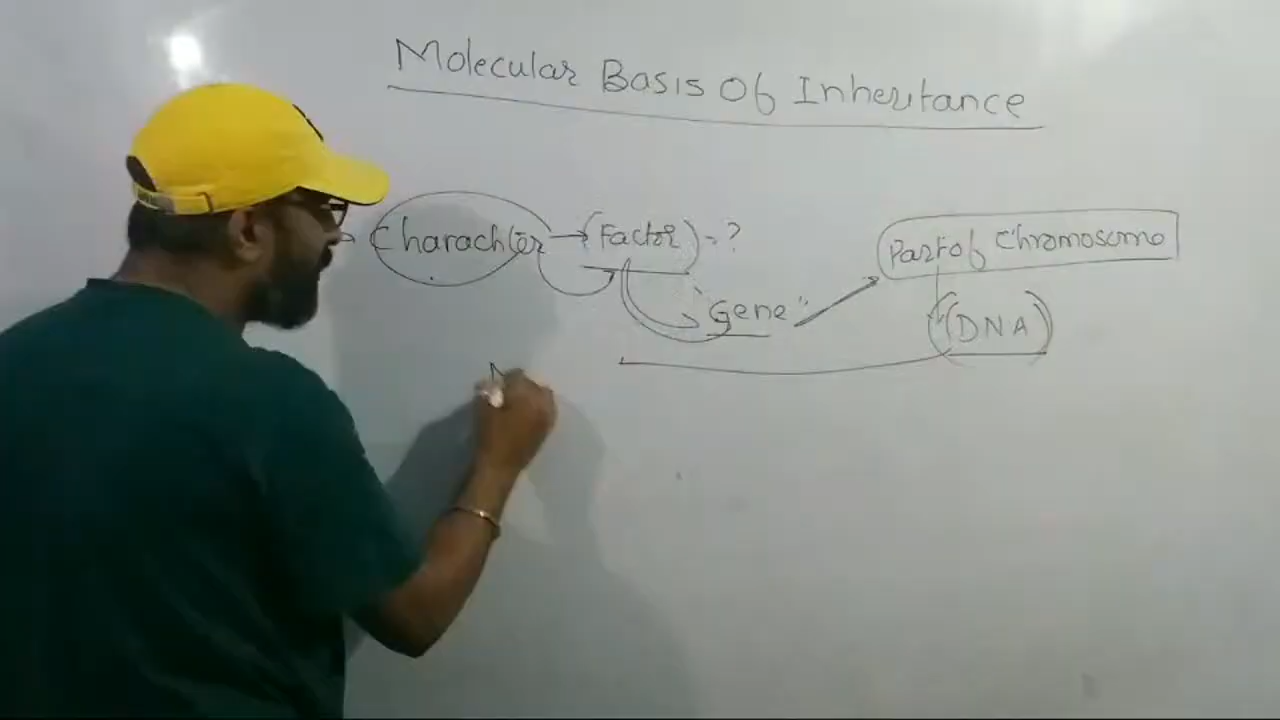 Molecular Basis Of Inheritance
Charachter → (Factor) - ?
Part of Chromosome
"Gene"
(DNA)
N